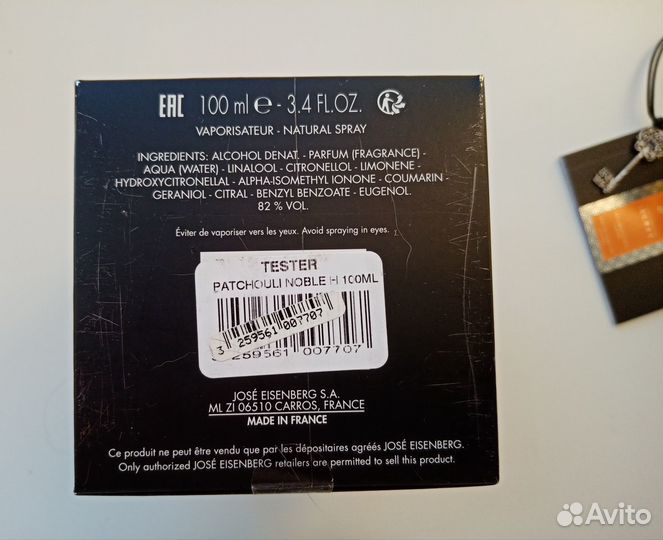 EAC 100 ml ℮ - 3.4 FL.OZ.
VAPORISATEUR - NATURAL SPRAY
INGREDIENTS: ALCOHOL DENAT. - PARFUM (FRAGRANCE) -
AQUA (WATER) - LINALOOL - CITRONELLOL - LIMONENE -
HYDROXYCITRONELLAL - ALPHA-ISOMETHYL IONONE - COUMARIN -
GERANIOL - CITRAL - BENZYL BENZOATE - EUGENOL.
82 % VOL.
Éviter de vaporiser vers les yeux. Avoid spraying in eyes.
TESTER
PATCHOULI NOBLE H 100ML
3 259561 007707
3 259561 007707
JOSÉ EISENBERG S.A.
ML ZI 06510 CARROS, FRANCE
MADE IN FRANCE
Ce produit ne peut être vendu que par les dépositaires agréés JOSÉ EISENBERG.
Only authorized JOSÉ EISENBERG retailers are permitted to sell this product.
Avito